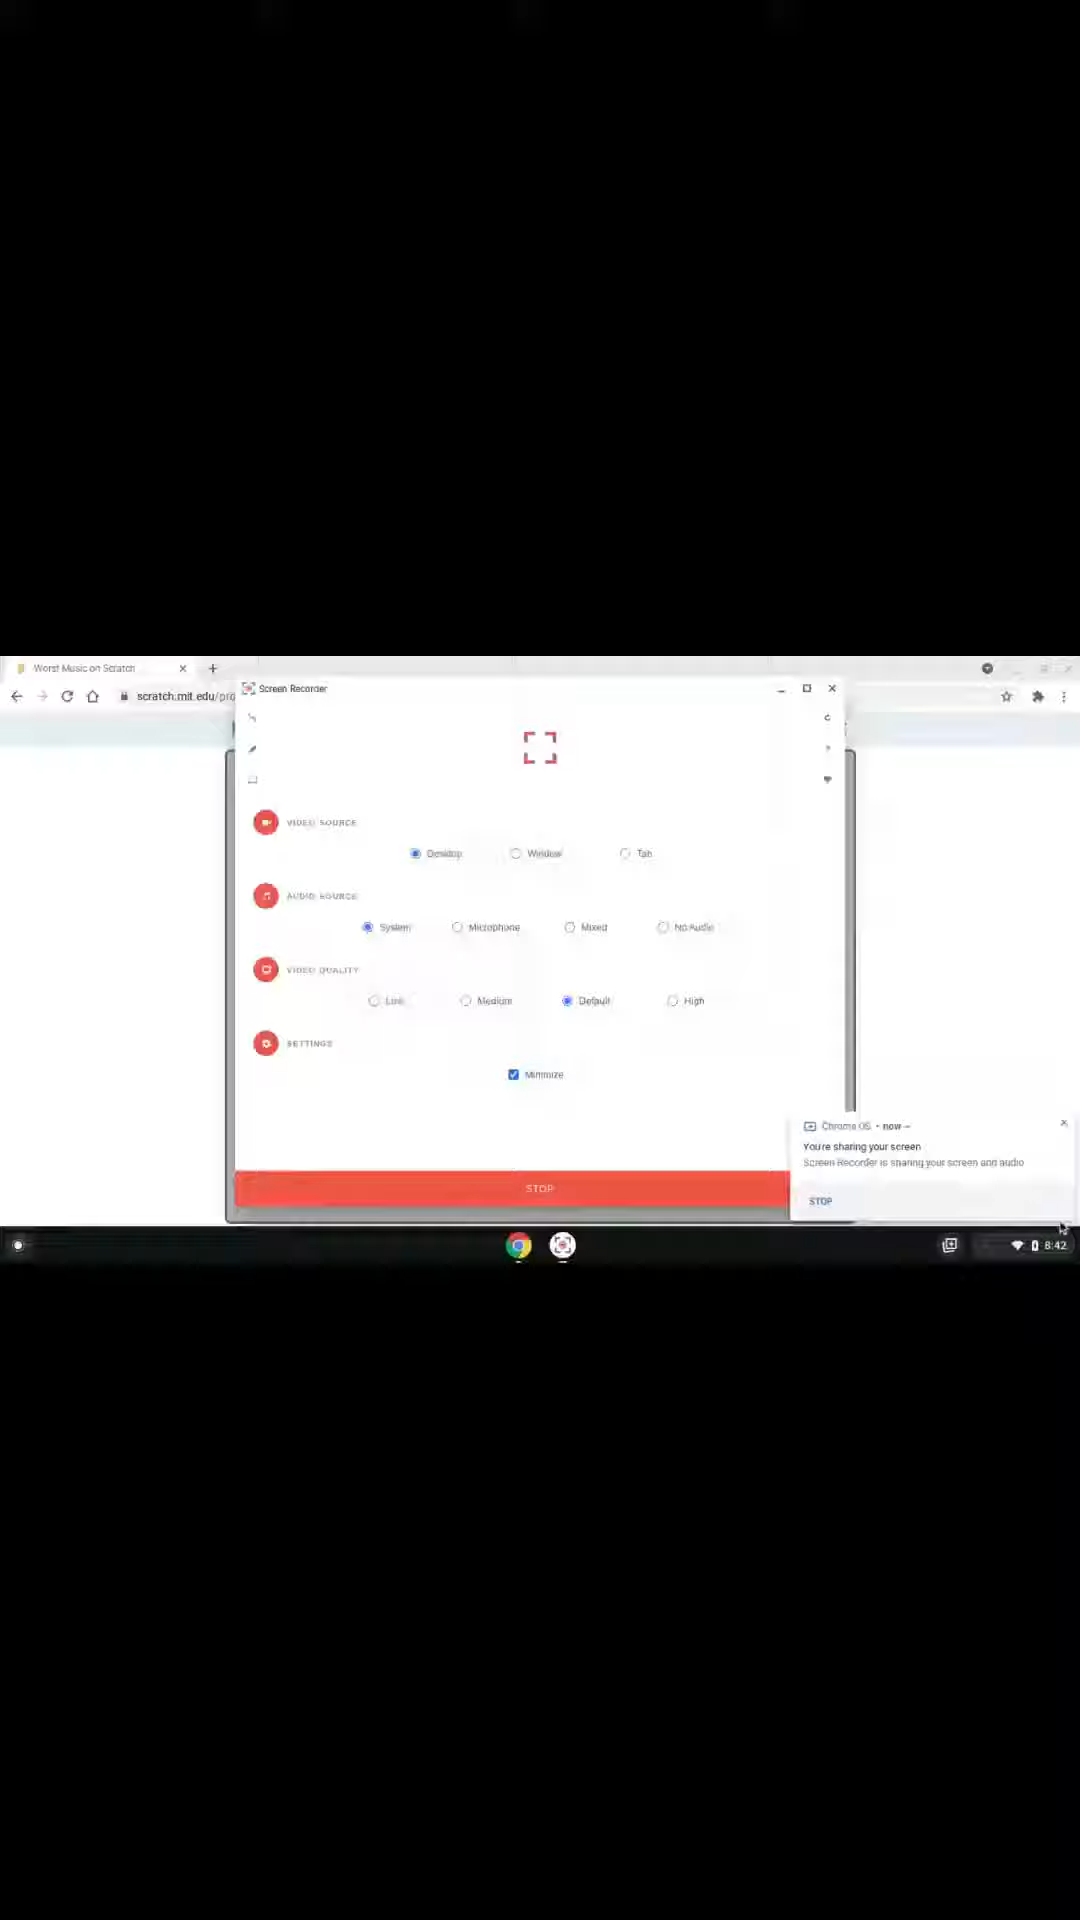 Worst Music on Scratch
scratch.mit.edu/pro
Screen Recorder
VIDEO SOURCE
Desktop Window Tab
AUDIO SOURCE
System Microphone Mixed No Audio
VIDEO QUALITY
Low Medium Default High
SETTINGS
Minimize
STOP
Chrome OS • now
You're sharing your screen
Screen Recorder is sharing your screen and audio
STOP
8:42